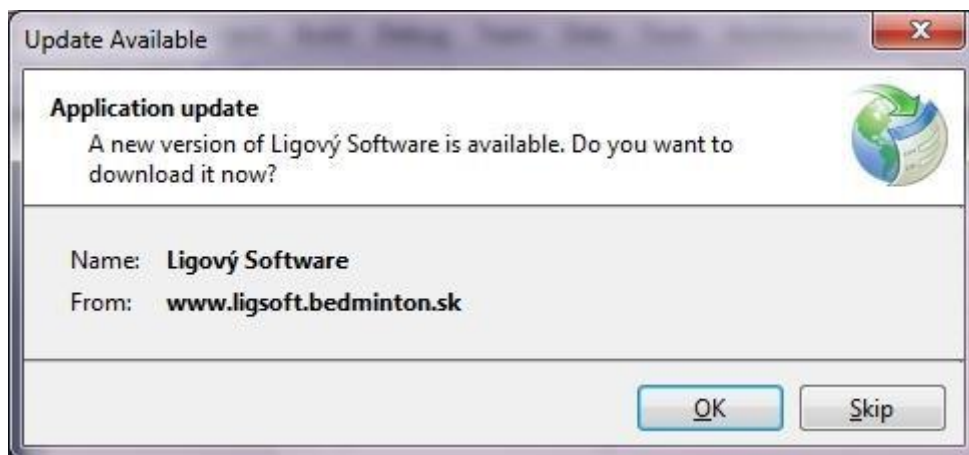 Update Available
Application update
A new version of Ligový Software is available. Do you want to
download it now?
Name: Ligový Software
From: www.ligsoft.bedminton.sk
OK
Skip